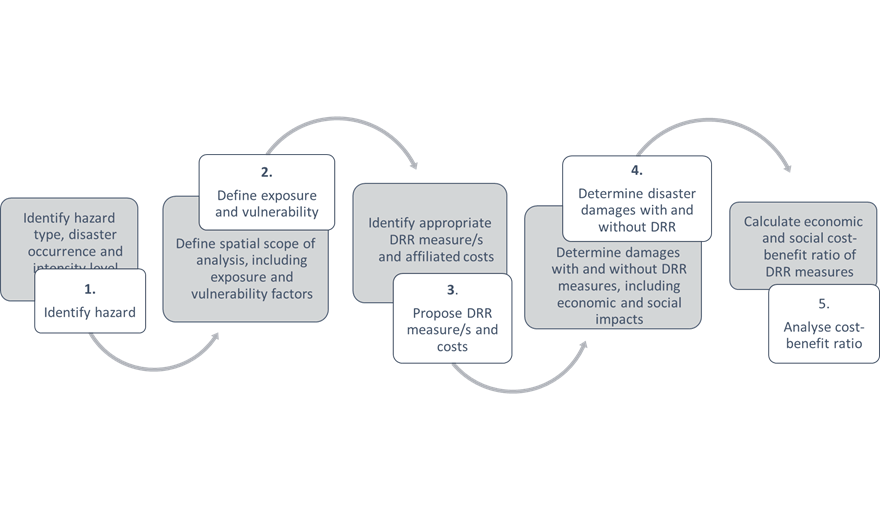 Identify hazard
type, disaster
occurrence and
intensity level
1.
Identify hazard
2.
Define exposure
and vulnerability
Define spatial scope of
analysis, including
exposure and
vulnerability factors
Identify appropriate
DRR measure/s
and affiliated costs
3.
Propose DRR
measure/s and
costs
4.
Determine disaster
damages with and
without DRR
Determine damages
with and without DRR
measures, including
economic and social
impacts
Calculate economic
and social cost-
benefit ratio of
DRR measures
5.
Analyse cost-
benefit ratio